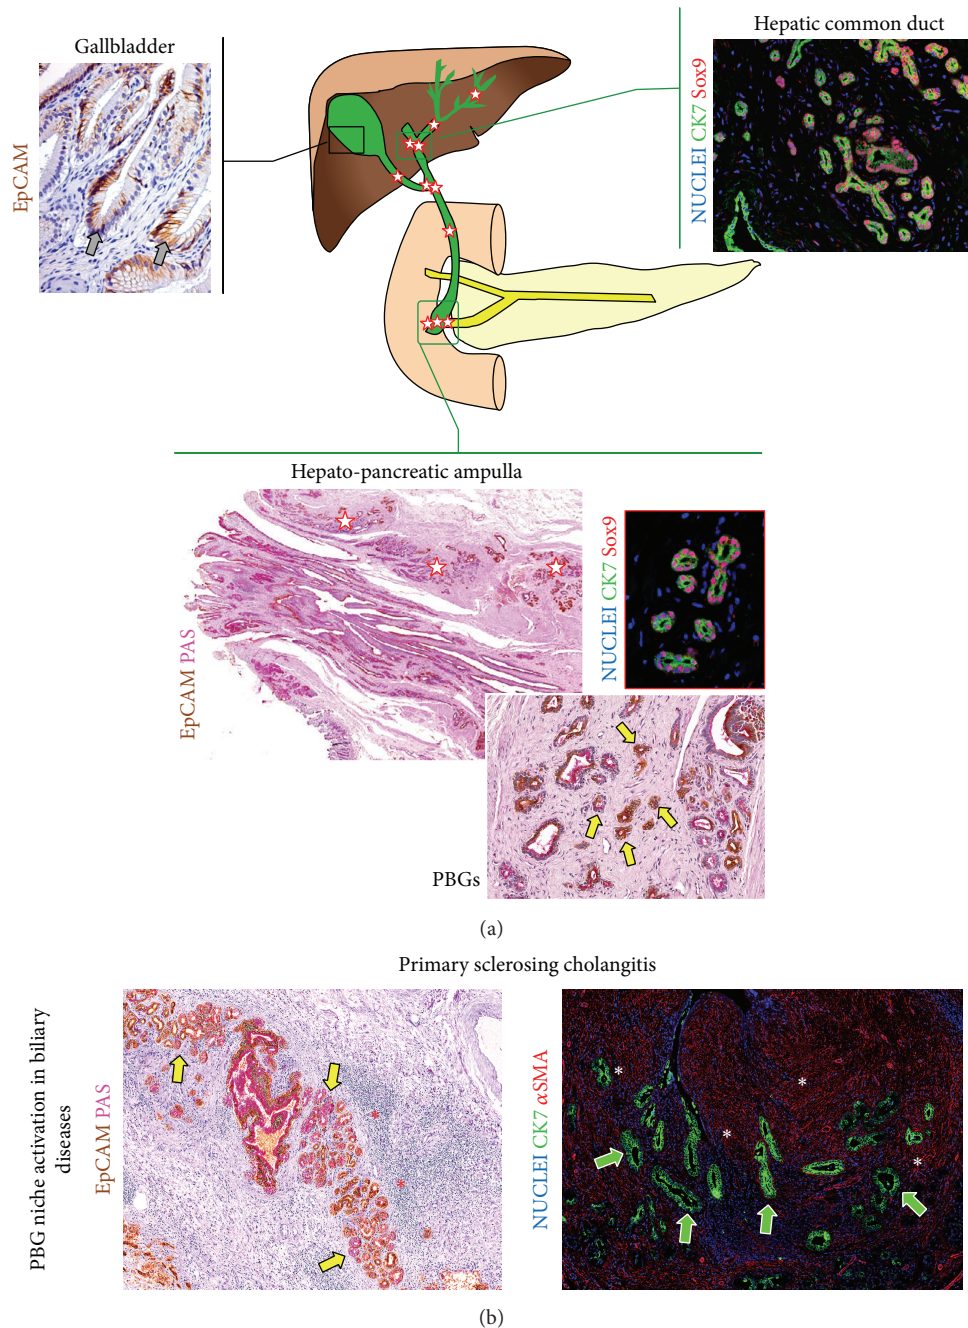 Gallbladder
EpCAM
Hepatic common duct
NUCLEI CK7 Sox9
Hepato-pancreatic ampulla
EpCAM PAS
NUCLEI CK7 Sox9
PBGs
(a)
Primary sclerosing cholangitis
PBG niche activation in biliary
diseases
EpCAM PAS
NUCLEI CK7 αSMA
(b)